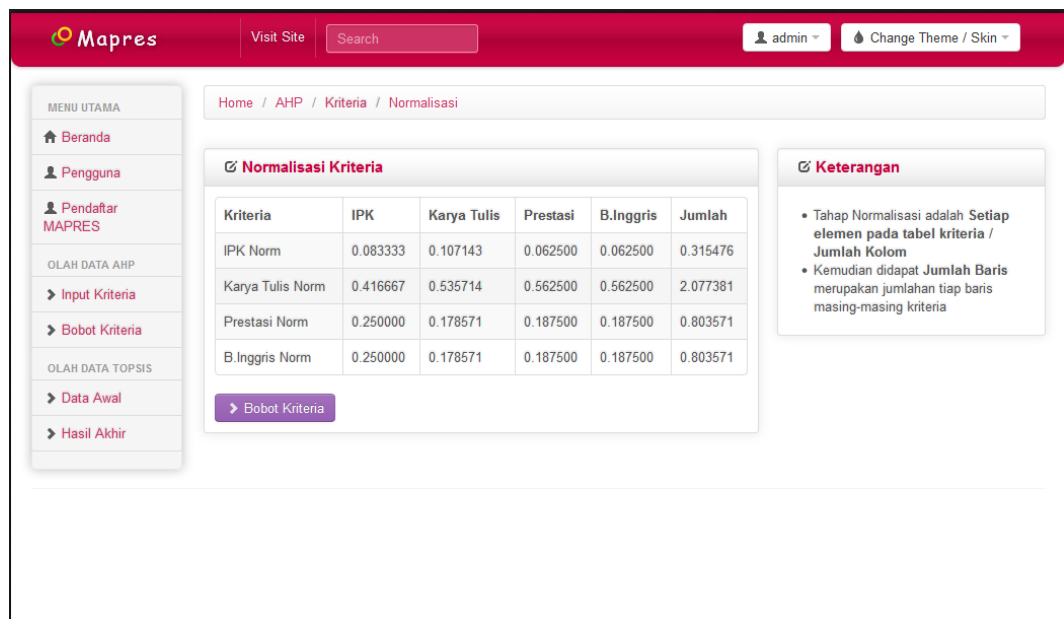 Mapres Visit Site Search admin Change Theme / Skin
MENU UTAMA
Beranda
Pengguna
Pendaftar
MAPRES
OLAH DATA AHP
Input Kriteria
Bobot Kriteria
OLAH DATA TOPSIS
Data Awal
Hasil Akhir
Home / AHP / Kriteria / Normalisasi
Normalisasi Kriteria
Kriteria IPK Karya Tulis Prestasi B.Inggris Jumlah
IPK Norm 0.083333 0.107143 0.062500 0.062500 0.315476
Karya Tulis Norm 0.416667 0.535714 0.562500 0.562500 2.077381
Prestasi Norm 0.250000 0.178571 0.187500 0.187500 0.803571
B.Inggris Norm 0.250000 0.178571 0.187500 0.187500 0.803571
Bobot Kriteria
Keterangan
• Tahap Normalisasi adalah Setiap
elemen pada tabel kriteria /
Jumlah Kolom
• Kemudian didapat Jumlah Baris
merupakan jumlahan tiap baris
masing-masing kriteria